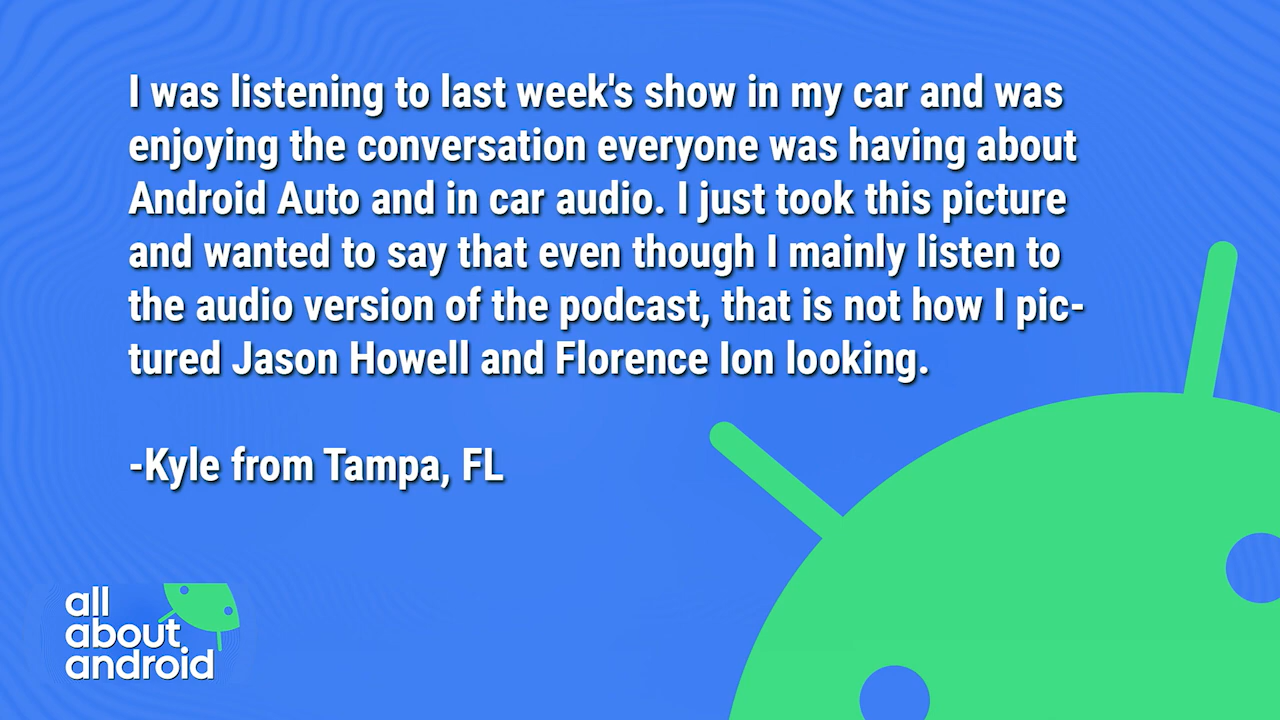 I was listening to last week's show in my car and was
enjoying the conversation everyone was having about
Android Auto and in car audio. I just took this picture
and wanted to say that even though I mainly listen to
the audio version of the podcast, that is not how I pic-
tured Jason Howell and Florence Ion looking.
-Kyle from Tampa, FL
all
about
android